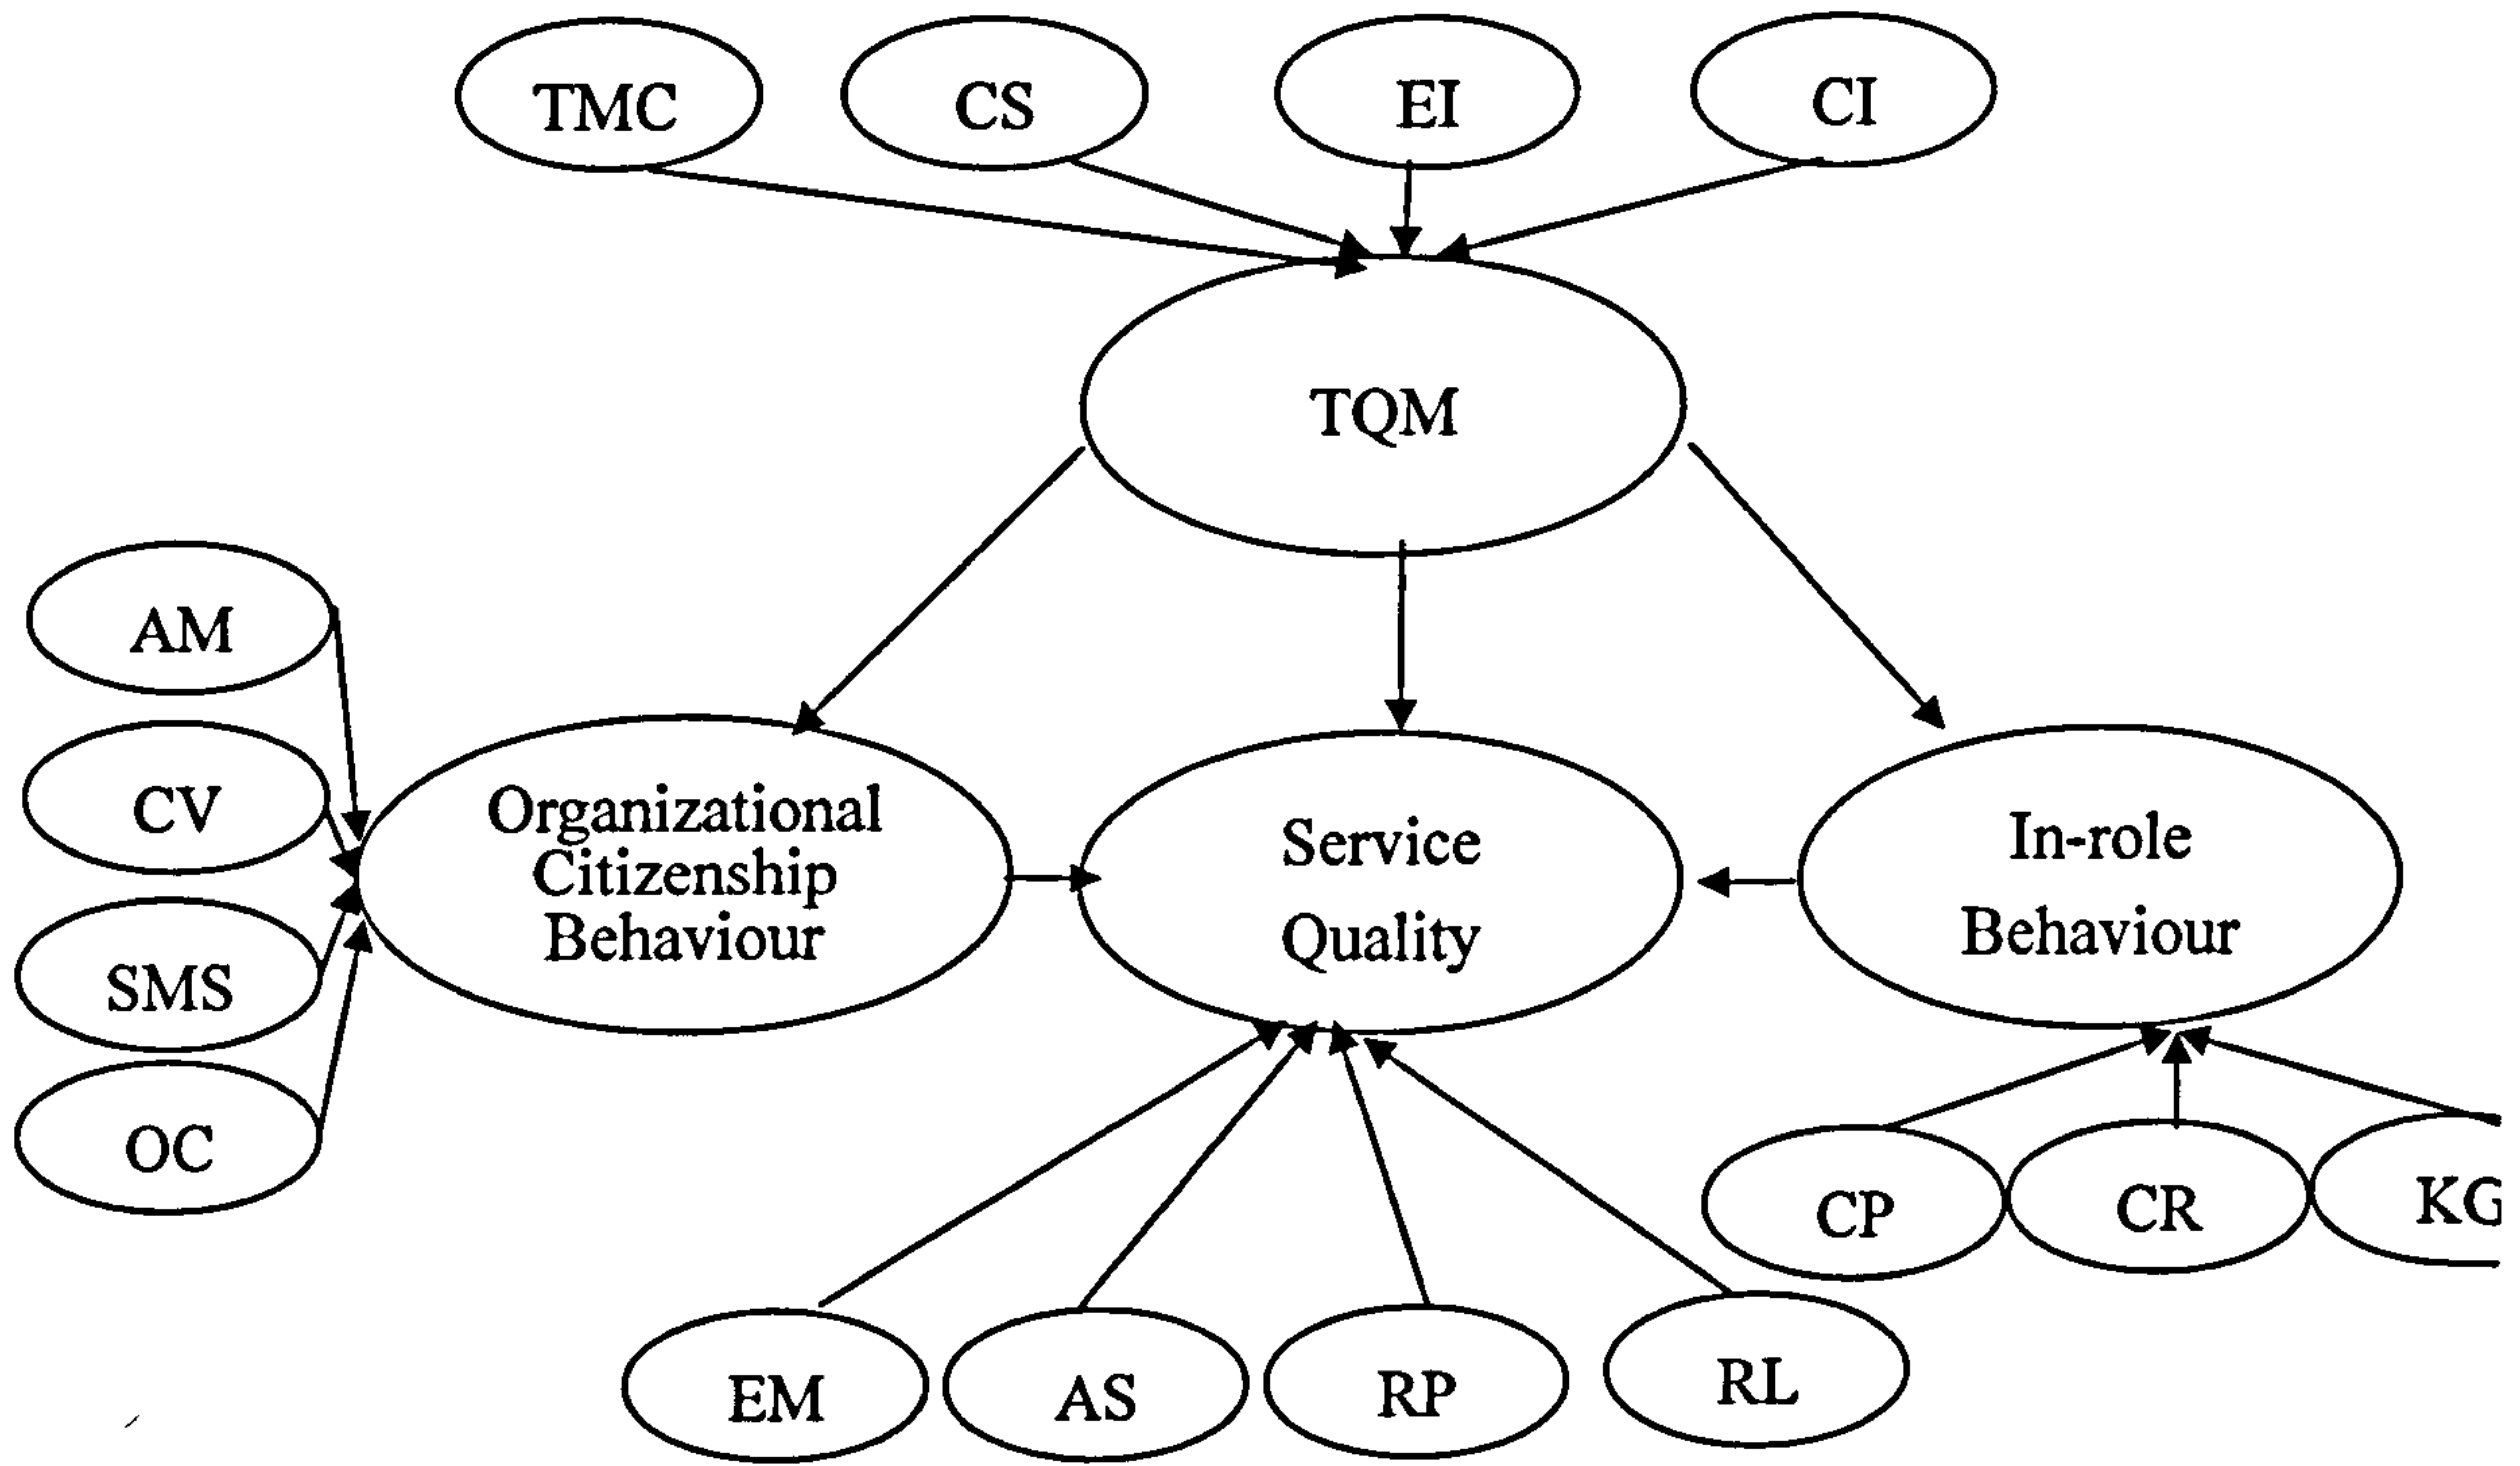 TMC
CS
EI
CI
TQM
AM
CV
SMS
OC
Organizational
Citizenship
Behaviour
Service
Quality
In-role
Behaviour
CP
CR
KG
EM
AS
RP
RL